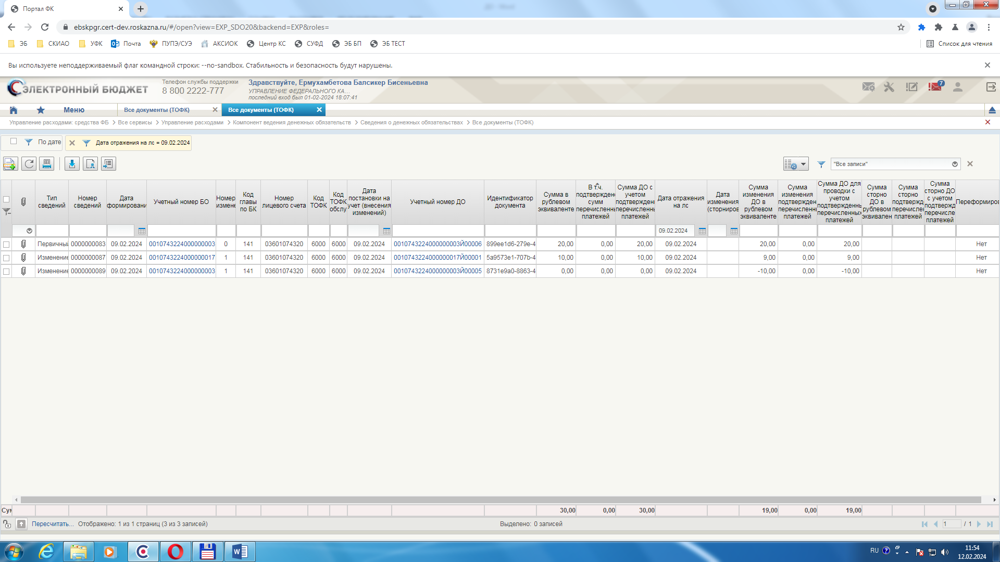 Портал ФК
ebskpgr.cert-dev.roskazna.ru/#/open?view=EXP_SDO20&backend=EXP&roles=
ЭБ СКИАО УФК Почта ПУПЭ/СУЭ АКСИОК Центр КС СУФД ЭБ БП ЭБ ТЕСТ Список для чтения
Вы используете неподдерживаемый флаг командной строки: --no-sandbox. Стабильность и безопасность будут нарушены.
ЭЛЕКТРОННЫЙ БЮДЖЕТ
Телефон службы поддержки
8 800 2222-777
Здравствуйте, Ермухамбетова Балсикер Бисеньевна
УПРАВЛЕНИЕ ФЕДЕРАЛЬНОГО КА...
последний вход был 01-02-2024 18:07:41
7
Меню Все документы (ТОФК) Все документы (ТОФК)
Управление расходами: средства ФБ > Все сервисы > Управление расходами > Компонент ведения денежных обязательств > Сведения о денежных обязательствах > Все документы (ТОФК)
По дате Дата отражения на лс = 09.02.2024
"Все записи"
Тип сведений
Номер сведений
Дата формировани
Учетный номер БО
Номер измене
Код главы по БК
Номер лицевого счета
Код ТОФК
Код ТОФК обслу
Дата постановки на учет (внесения изменений)
Учетный номер ДО
Идентификатор документа
Сумма в рублевом эквиваленте
В т.ч. подтвержденн сумм перечисленнь платежей
Сумма ДО с учетом подтвержденн перечисленнь платежей
Дата отражения на лс
Дата изменения (сторниров
Сумма изменения ДО в рублевом эквиваленте
Сумма изменения подтвержден перечисленнь платежей
Сумма ДО для проводки с учетом подтвержденнь перечисленных платежей
Сумма сторно ДО в рублевом эквивален
Сумма сторно подтвержд перечисле платежей
Сумма сторно ДО с учетом подтвержд перечисле платежей
Переформиров
09.02.2024
Первичный 0000000083 09.02.2024 0010743224000000003 0 141 03601074320 6000 6000 09.02.2024 0010743224000000003Й00006 899ee1d6-279e-4 20,00 0,00 20,00 09.02.2024 20,00 0,00 20,00 Нет
Изменение 0000000087 09.02.2024 0010743224000000017 1 141 03601074320 6000 6000 09.02.2024 0010743224000000017Й00001 5a9573e1-707b-4 10,00 0,00 10,00 09.02.2024 9,00 0,00 9,00 Нет
Изменение 0000000089 09.02.2024 0010743224000000003 1 141 03601074320 6000 6000 09.02.2024 0010743224000000003Й00005 8731e9a0-8863-4 0,00 0,00 0,00 09.02.2024 -10,00 0,00 -10,00 Нет
Сум 30,00 0,00 30,00 19,00 0,00 19,00
Пересчитать... Отображено: 1 из 1 страниц (3 из 3 записей) Выделено: 0 записей 1 / 1
RU 11:54
12.02.2024